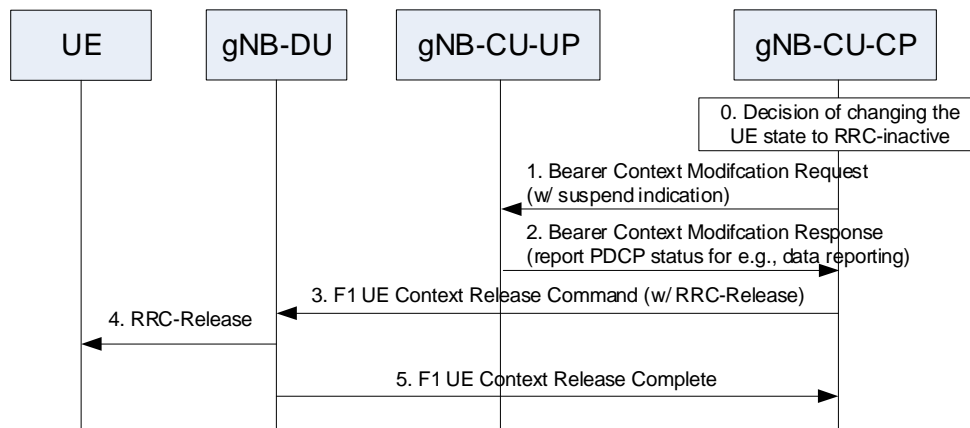 UE
gNB-DU
gNB-CU-UP
gNB-CU-CP
0. Decision of changing the
UE state to RRC-inactive
1. Bearer Context Modifcation Request
(w/ suspend indication)
2. Bearer Context Modifcation Response
(report PDCP status for e.g., data reporting)
3. F1 UE Context Release Command (w/ RRC-Release)
4. RRC-Release
5. F1 UE Context Release Complete